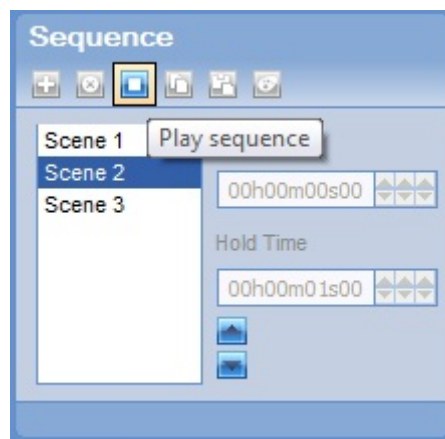 Sequence
Play sequence
Scene 1
Scene 2
Scene 3
00h00m00s00
Hold Time
00h00m01s00